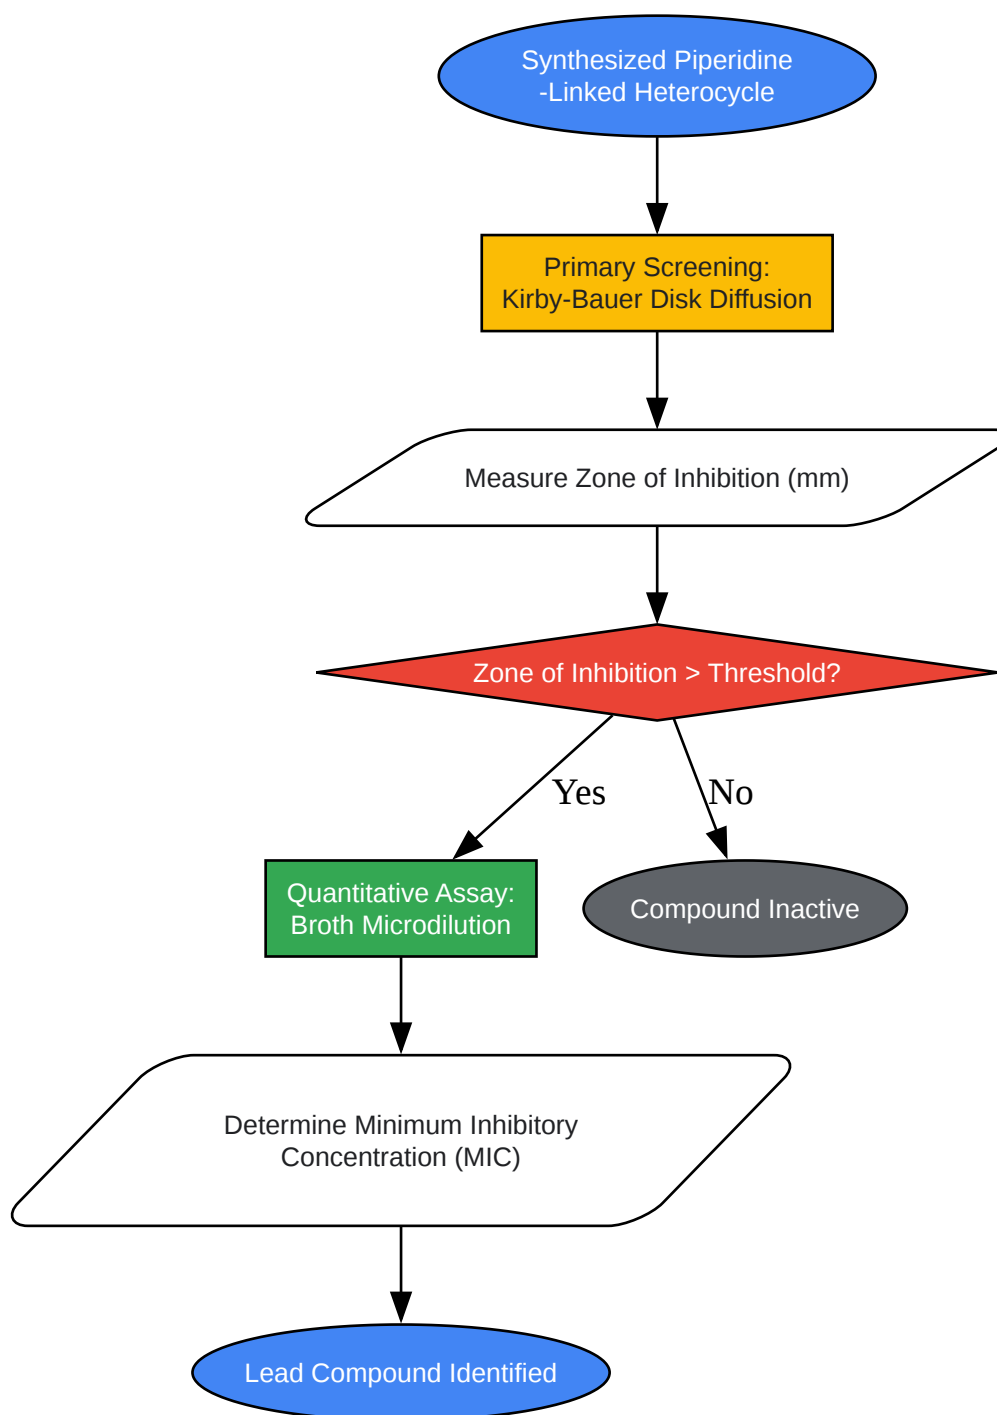 Synthesized Piperidine
-Linked Heterocycle
Primary Screening:
Kirby-Bauer Disk Diffusion
Measure Zone of Inhibition (mm)
Zone of Inhibition > Threshold?
Yes
No
Quantitative Assay:
Broth Microdilution
Compound Inactive
Determine Minimum Inhibitory
Concentration (MIC)
Lead Compound Identified